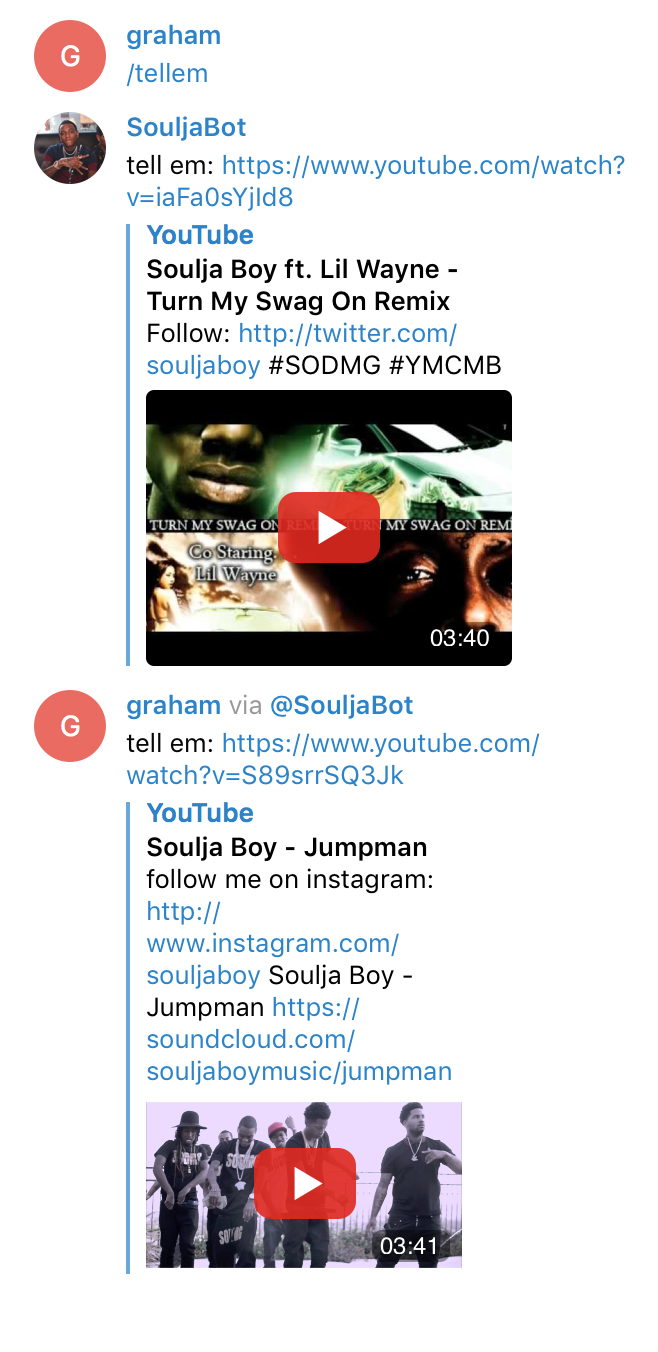 G
graham
/tellem
SouljaBot
tell em: https://www.youtube.com/watch?
v=iaFa0sYjId8
YouTube
Soulja Boy ft. Lil Wayne -
Turn My Swag On Remix
Follow: http://twitter.com/
souljaboy #SODMG #YMCMB
TURN MY SWAG ON REMI TURN MY SWAG ON REMI
Co Staring
Lil Wayne
03:40
G
graham via @SouljaBot
tell em: https://www.youtube.com/
watch?v=S89srrSQ3Jk
YouTube
Soulja Boy - Jumpman
follow me on instagram:
http://
www.instagram.com/
souljaboy Soulja Boy -
Jumpman https://
soundcloud.com/
souljaboymusic/jumpman
03:41